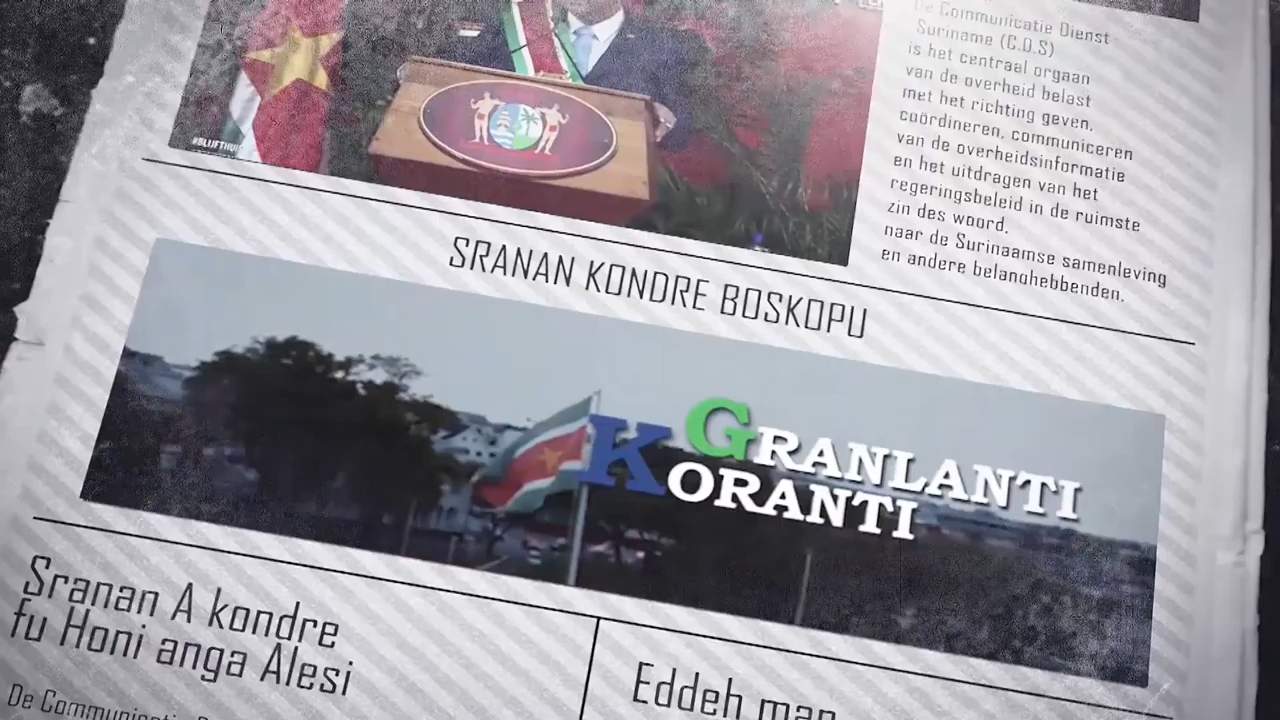 De Communicatie Dienst
Suriname (C.D.S)
is het centraal orgaan
van de overheid belast
met het richting geven,
coördineren, communiceren
van de overheidsinformatie
en het uitdragen van het
regeringsbeleid in de ruimste
zin des woord,
naar de Surinaamse samenleving
en andere belanghebbenden.
SRANAN KONDRE BOSKOPU
GRANLANTI
KORANTI
Sranan A kondre
fu Honi anga Alesi
De
Eddeh man